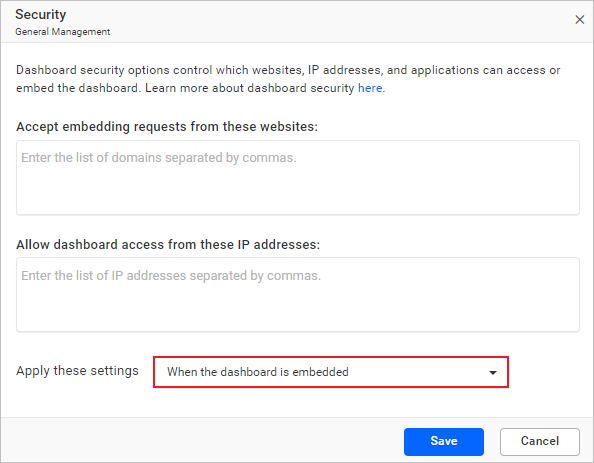 Security
General Management
Dashboard security options control which websites, IP addresses, and applications can access or
embed the dashboard. Learn more about dashboard security here.
Accept embedding requests from these websites:
Enter the list of domains separated by commas.
Allow dashboard access from these IP addresses:
Enter the list of IP addresses separated by commas.
Apply these settings When the dashboard is embedded
Save Cancel